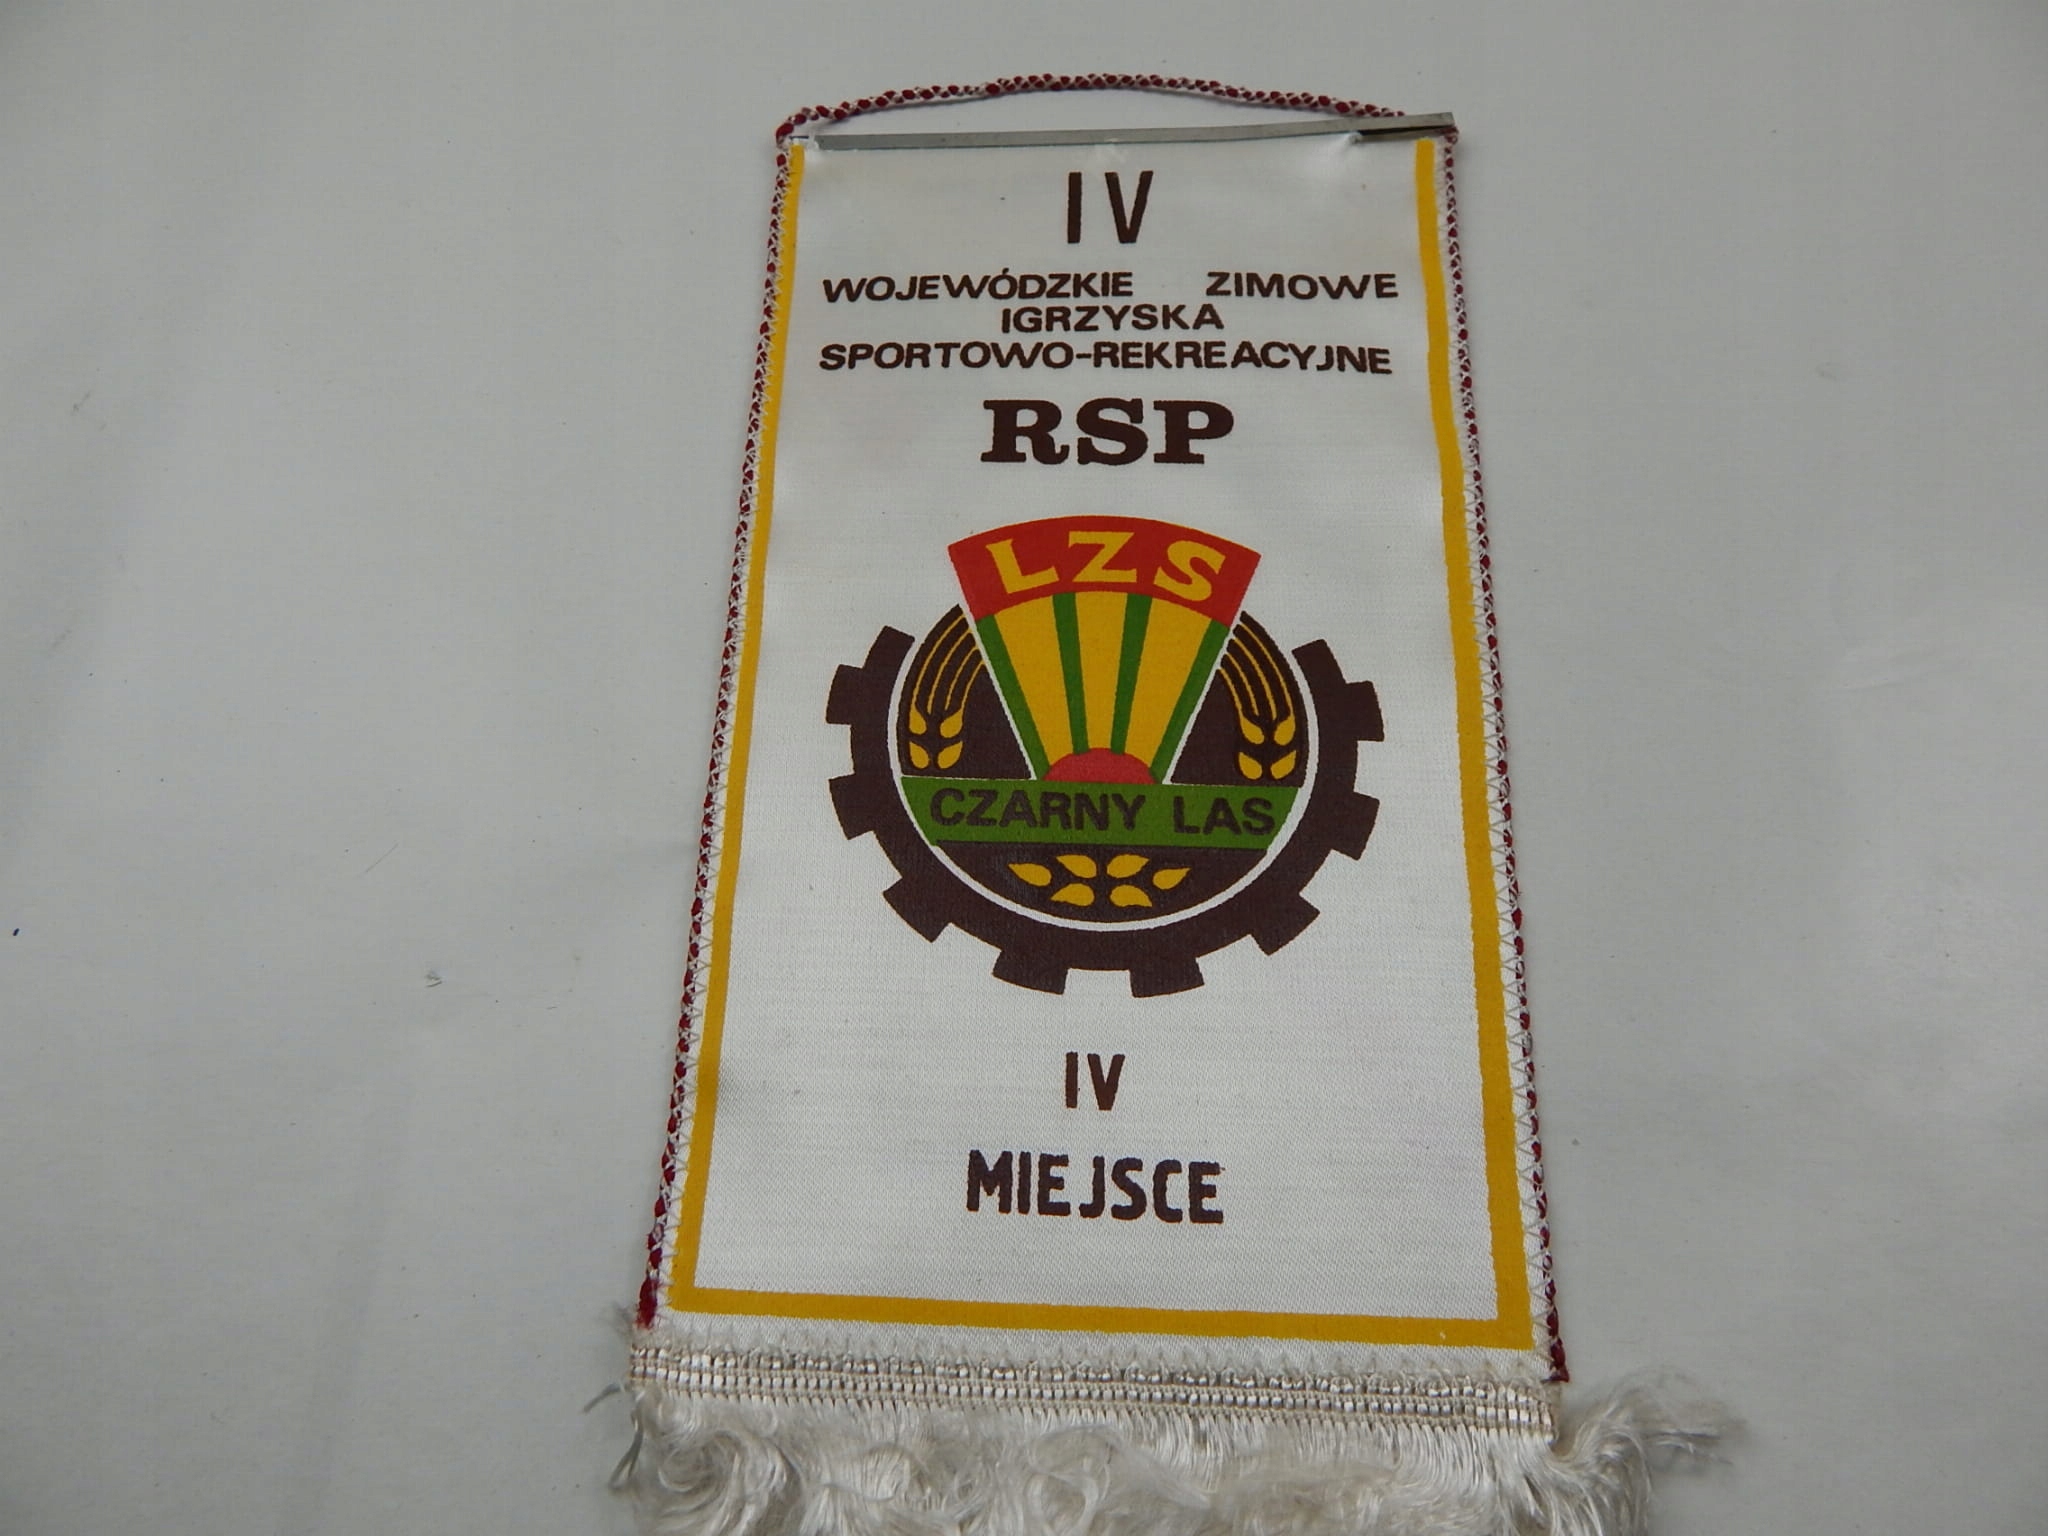 IV
WOJEWÓDZKIE ZIMOWE
IGRZYSKA
SPORTOWO-REKREACYJNE
RSP
LZS
CZARNY LAS
IV
MIEJSCE